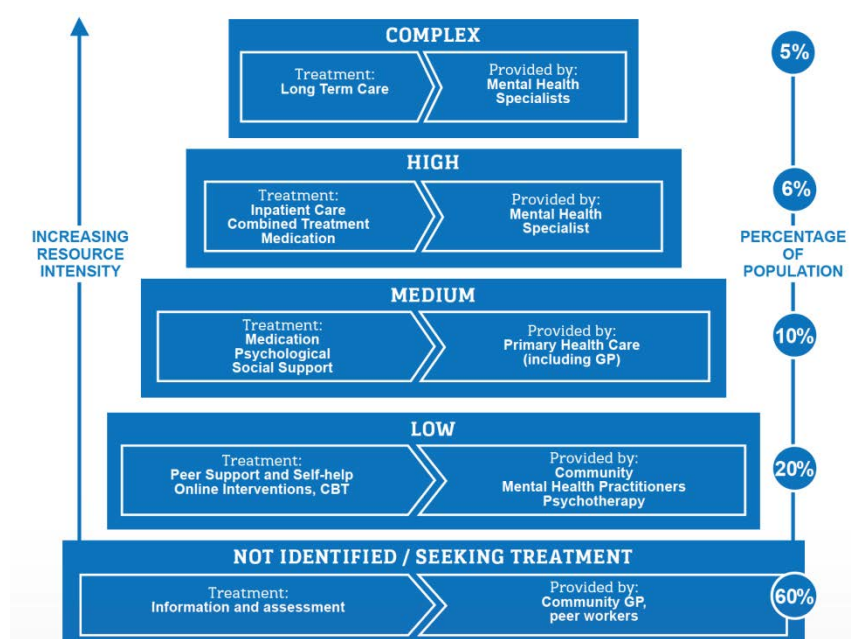 COMPLEX
Treatment:
Long Term Care
Provided by:
Mental Health
Specialists
5%
HIGH
Treatment:
Inpatient Care
Combined Treatment
Medication
Provided by:
Mental Health
Specialist
6%
INCREASING
RESOURCE
INTENSITY
PERCENTAGE
OF
POPULATION
MEDIUM
Treatment:
Medication
Psychological
Social Support
Provided by:
Primary Health Care
(including GP)
10%
LOW
Treatment:
Peer Support and Self-help
Online Interventions, CBT
Provided by:
Community
Mental Health Practitioners
Psychotherapy
20%
NOT IDENTIFIED / SEEKING TREATMENT
Treatment:
Information and assessment
Provided by:
Community GP,
peer workers
60%